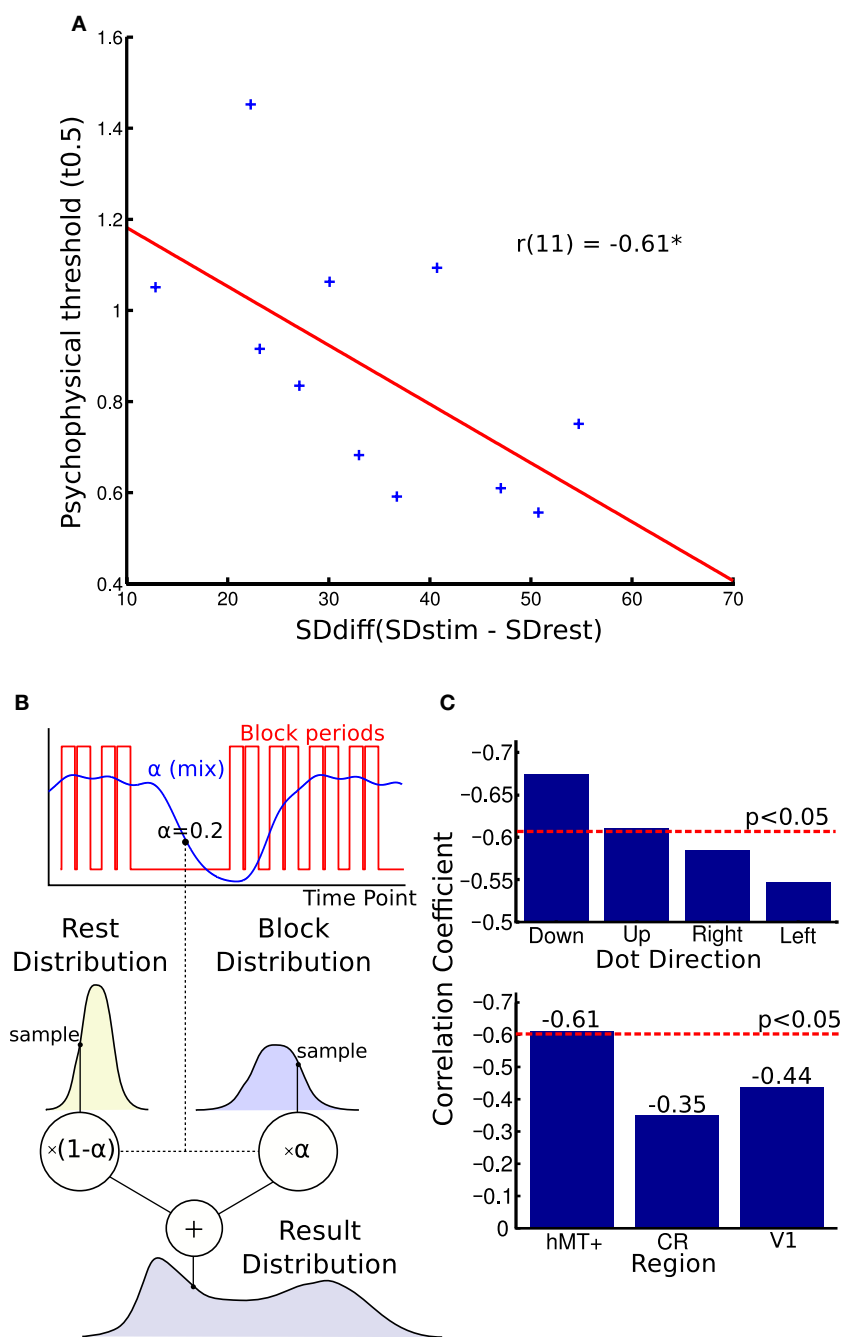 A
1.6
1.4
1.2
1
0.8
0.6
0.4
Psychophysical threshold (t0.5)
r(11) = -0.61*
10 20 30 40 50 60 70
SDdiff(SDstim - SDrest)
B
Block periods
α (mix)
α=0.2
Time Point
Rest
Distribution
Block
Distribution
sample
sample
×(1-α)
×α
+
Result
Distribution
C
Correlation Coefficient
−0.7
−0.65
−0.6
−0.55
−0.5
p<0.05
Down Up Right Left
Dot Direction
−0.7
−0.6
−0.5
−0.4
−0.3
−0.2
−0.1
0
p<0.05
-0.61
-0.35
-0.44
hMT+ CR V1
Region